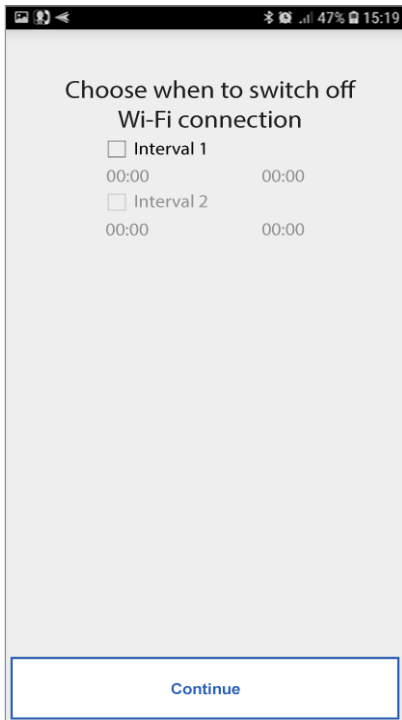 47% 15:19
Choose when to switch off
Wi-Fi connection
Interval 1
00:00 00:00
Interval 2
00:00 00:00
Continue